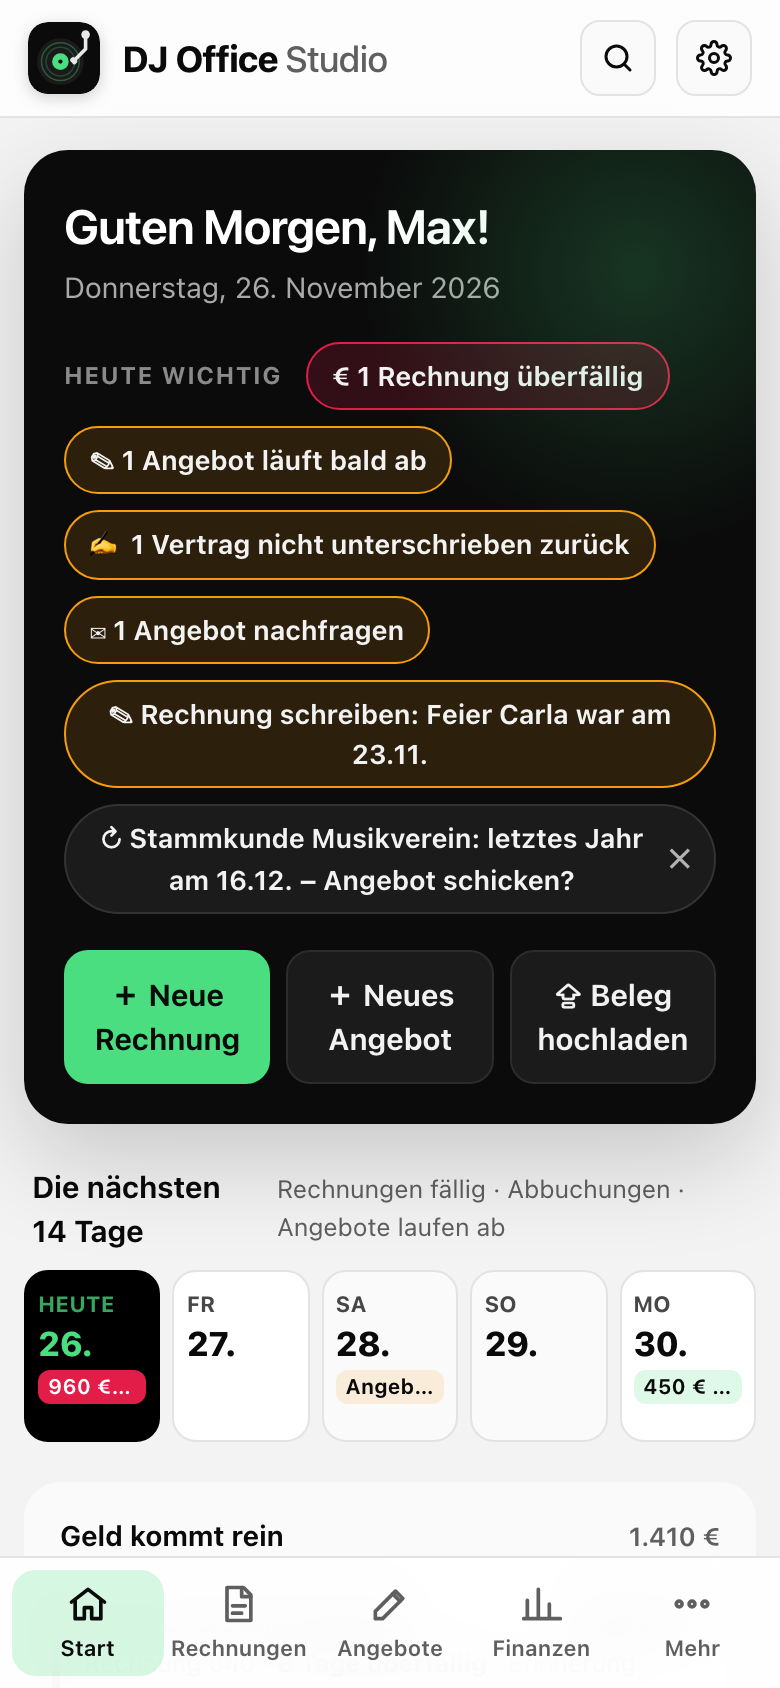 DJ Office Studio
Guten Morgen, Max!
Donnerstag, 26. November 2026
HEUTE WICHTIG
€ 1 Rechnung überfällig
✎ 1 Angebot läuft bald ab
✍️ 1 Vertrag nicht unterschrieben zurück
✉ 1 Angebot nachfragen
✎ Rechnung schreiben: Feier Carla war am
23.11.
↻ Stammkunde Musikverein: letztes Jahr
am 16.12. – Angebot schicken?
✕
+ Neue
Rechnung
+ Neues
Angebot
Beleg
hochladen
Die nächsten
14 Tage
Rechnungen fällig · Abbuchungen ·
Angebote laufen ab
HEUTE
26.
960 €...
FR
27.
SA
28.
Angeb...
SO
29.
MO
30.
450 € ...
Geld kommt rein
1.410 €
Start
Rechnungen
Angebote
Finanzen
Mehr